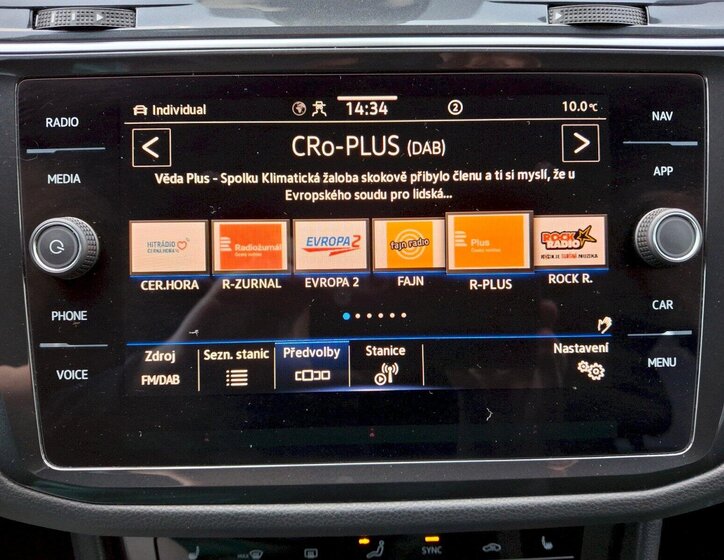 Individual 14:34 2 10.0°C
RADIO
MEDIA
PHONE
VOICE
NAV
APP
CAR
MENU
CRo-PLUS (DAB)
Věda Plus - Spolku Klimatická žaloba skokově přibylo členu a ti si myslí, že u
Evropského soudu pro lidská...
HITRÁDIO
ČERNÁ HORA
Radiožurnál
EVROPA 2
fajn radio
Plus
ROCK
RADIO
CER.HORA R-ZURNAL EVROPA 2 FAJN R-PLUS ROCK R.
Zdroj Sezn. stanic Předvolby Stanice Nastavení
FM/DAB
MAX
SYNC